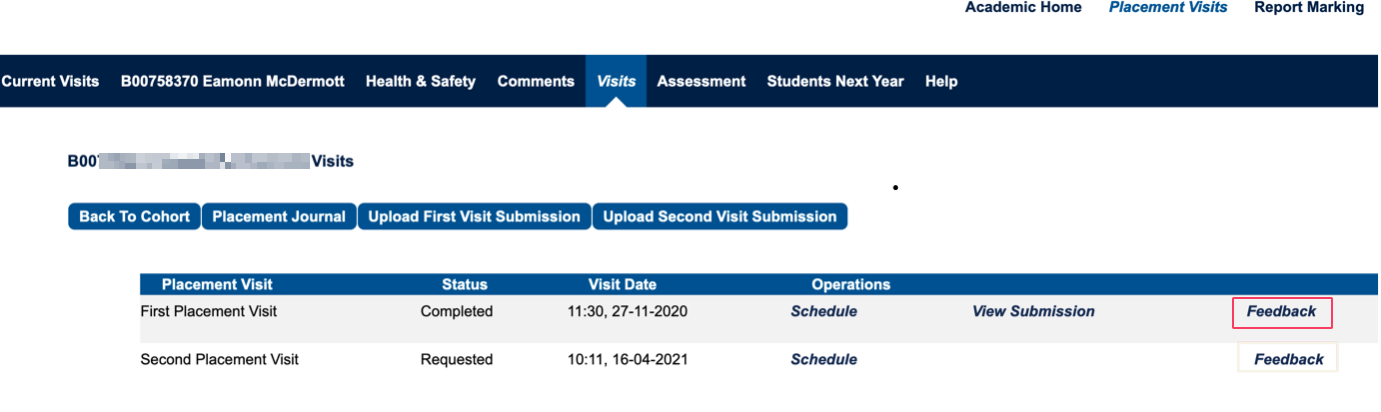 Academic Home Placement Visits Report Marking
Current Visits B00758370 Eamonn McDermott Health & Safety Comments Visits Assessment Students Next Year Help
B00 Visits
Back To Cohort Placement Journal Upload First Visit Submission Upload Second Visit Submission
Placement Visit Status Visit Date Operations
First Placement Visit Completed 11:30, 27-11-2020 Schedule View Submission Feedback
Second Placement Visit Requested 10:11, 16-04-2021 Schedule Feedback